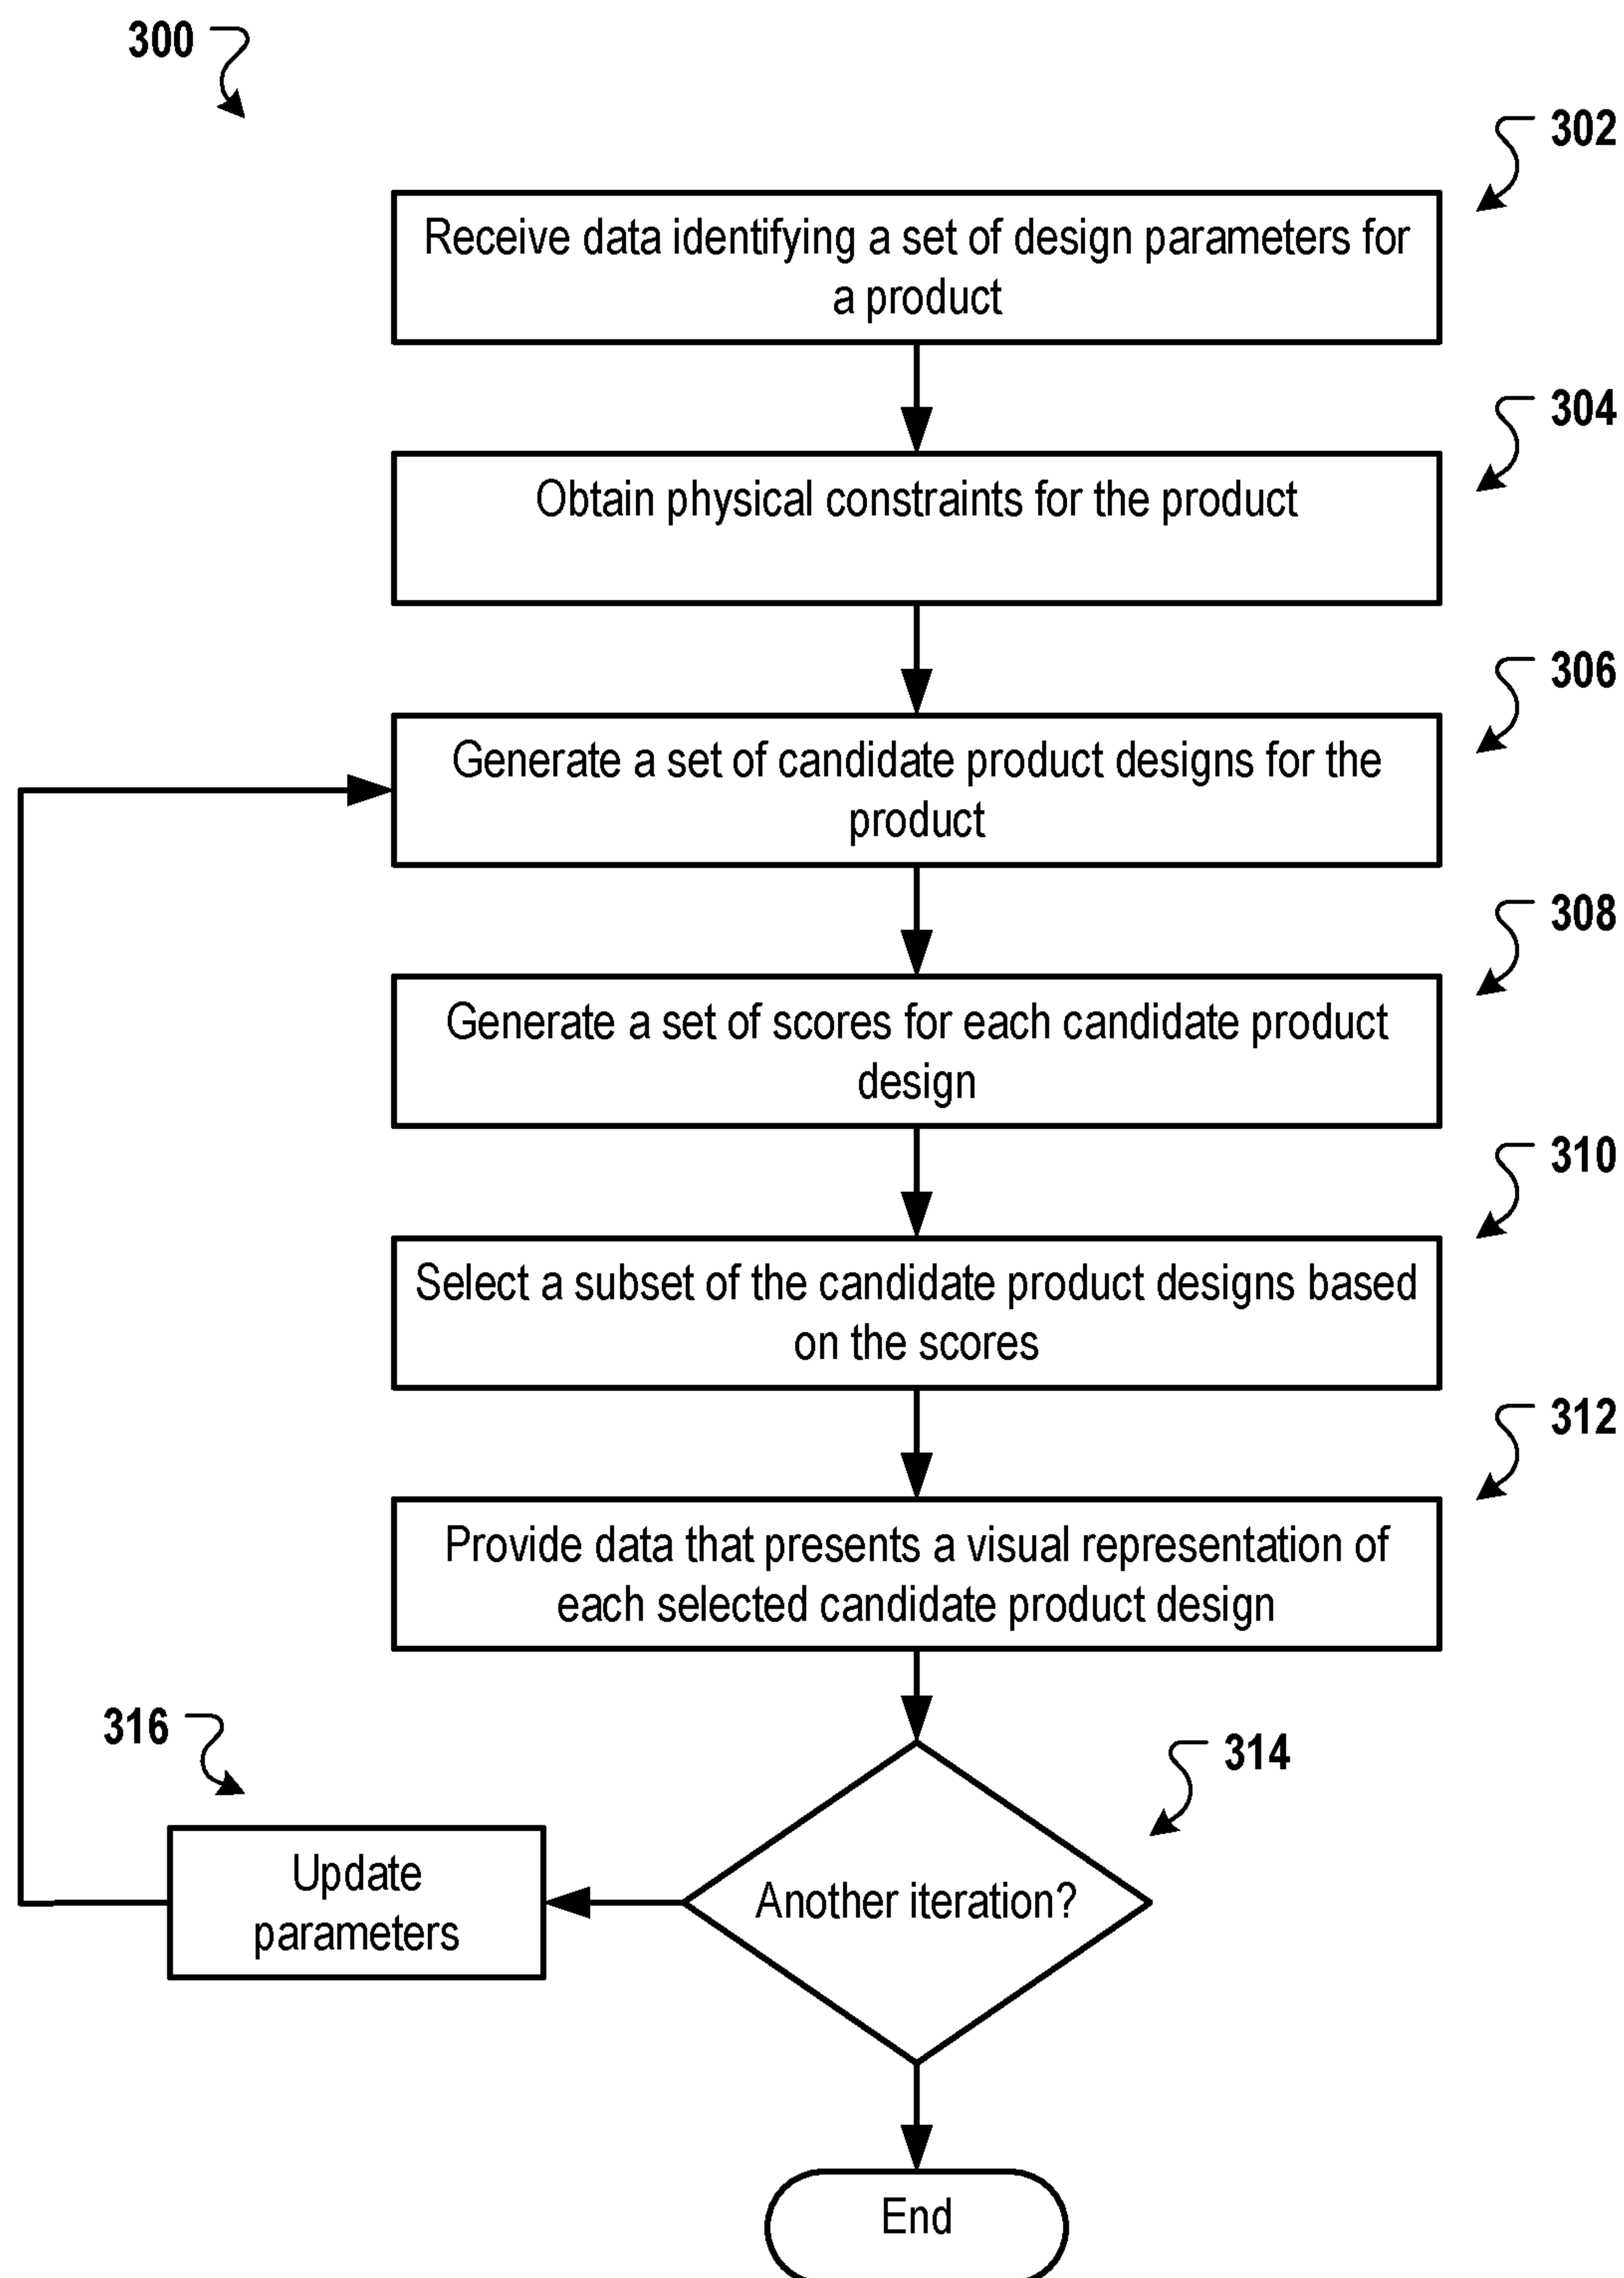 300
302
Receive data identifying a set of design parameters for
a product
304
Obtain physical constraints for the product
306
Generate a set of candidate product designs for the
product
308
Generate a set of scores for each candidate product
design
310
Select a subset of the candidate product designs based
on the scores
312
Provide data that presents a visual representation of
each selected candidate product design
316
314
Update
parameters
Another iteration?
End